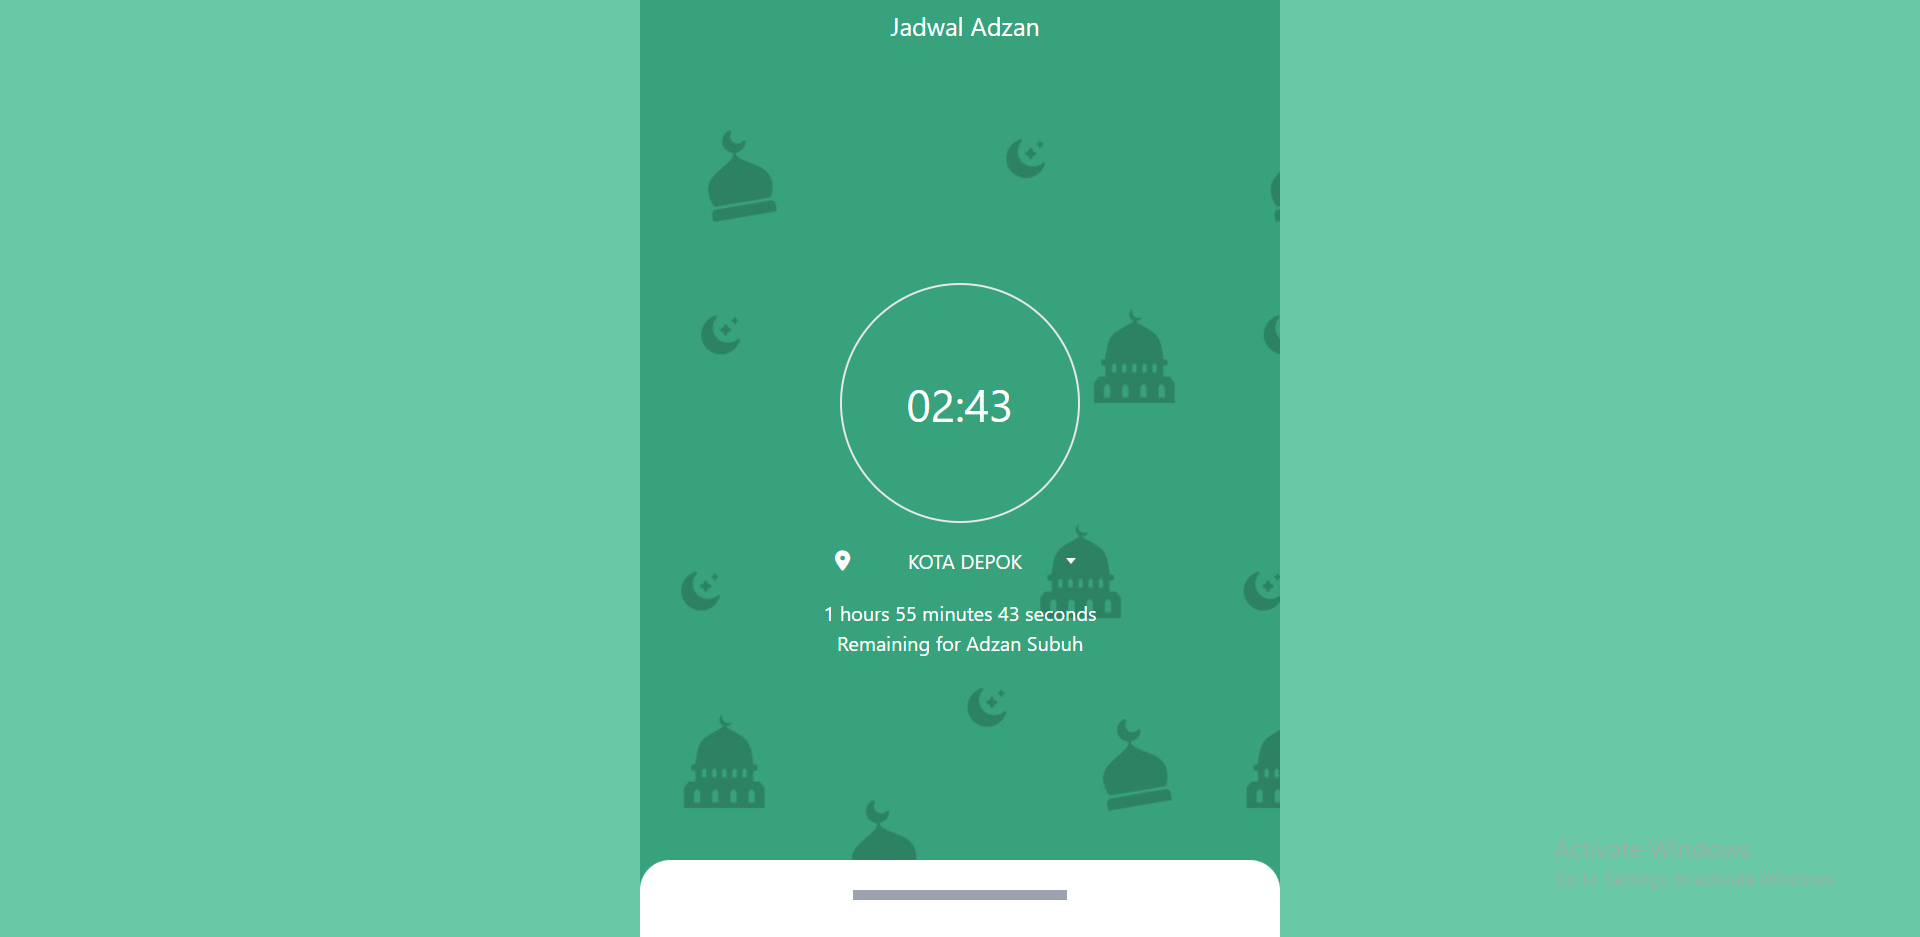 Jadwal Adzan
02:43
KOTA DEPOK
1 hours 55 minutes 43 seconds
Remaining for Adzan Subuh
Activate Windows
Go to Settings to activate Windows.